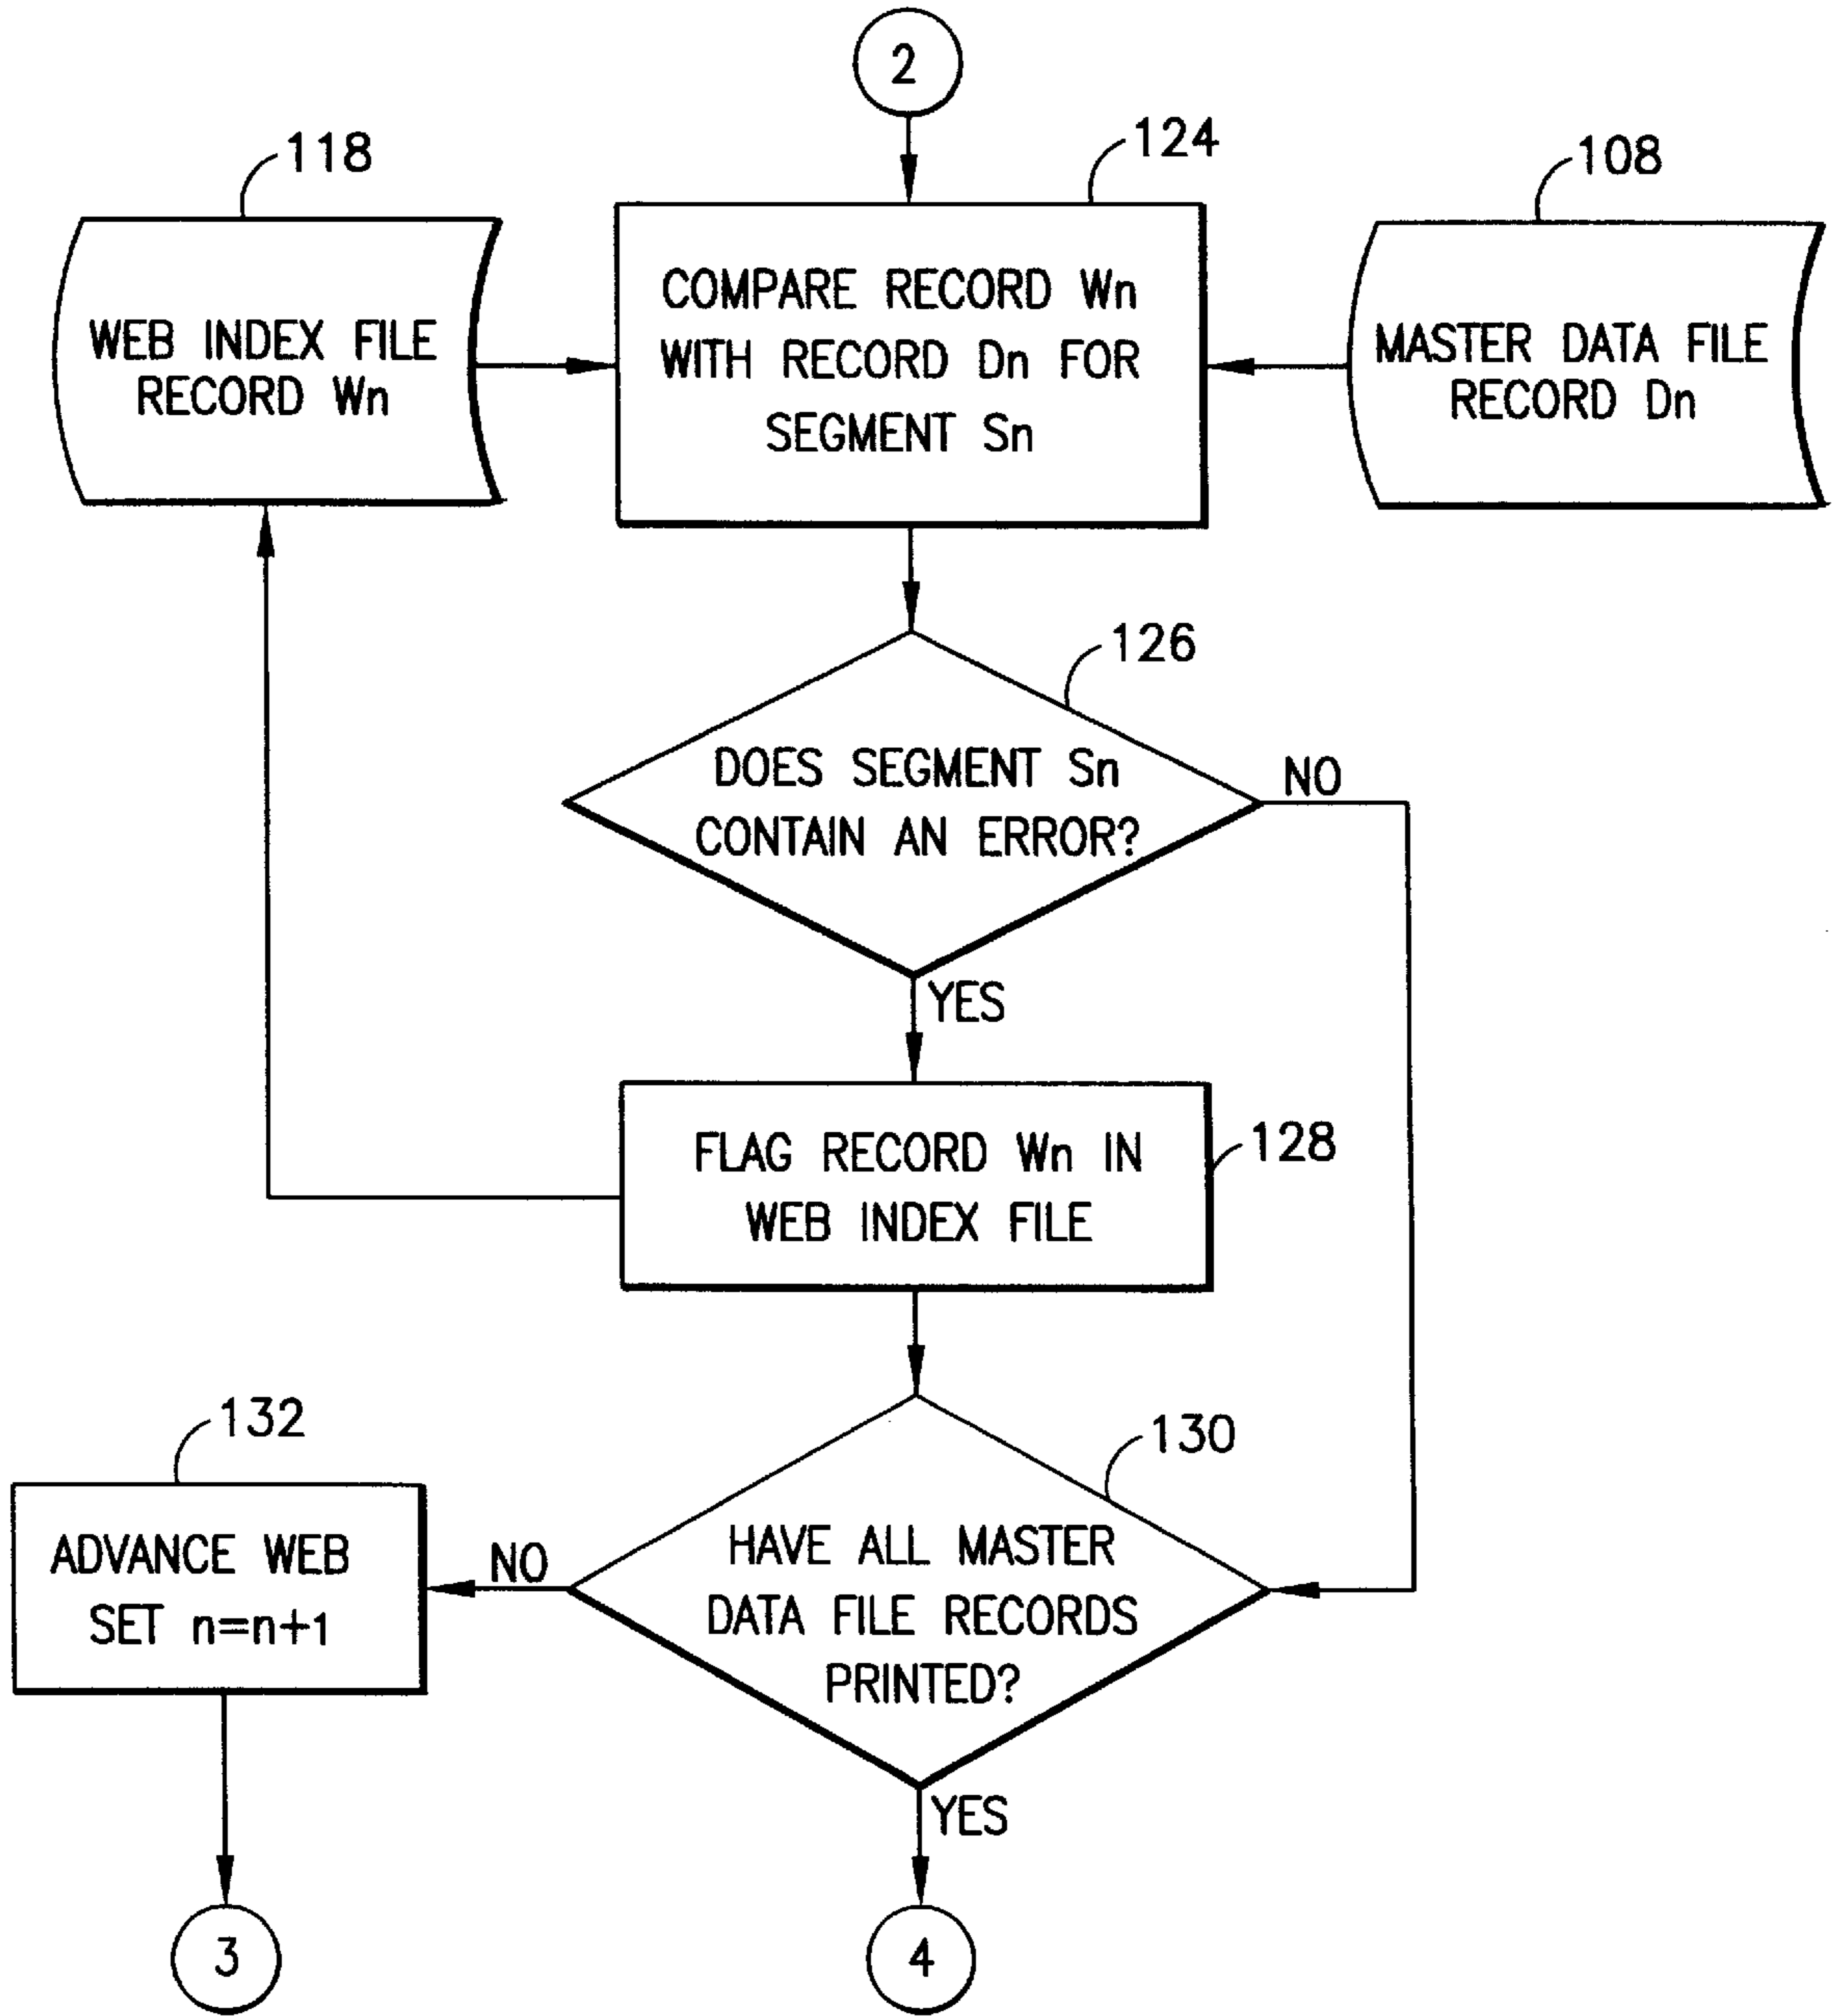 2
118
124
108
WEB INDEX FILE
RECORD Wn
COMPARE RECORD Wn
WITH RECORD Dn FOR
SEGMENT Sn
MASTER DATA FILE
RECORD Dn
126
DOES SEGMENT Sn
CONTAIN AN ERROR?
NO
YES
FLAG RECORD Wn IN
WEB INDEX FILE
128
132
130
ADVANCE WEB
SET n=n+1
NO
HAVE ALL MASTER
DATA FILE RECORDS
PRINTED?
YES
3
4